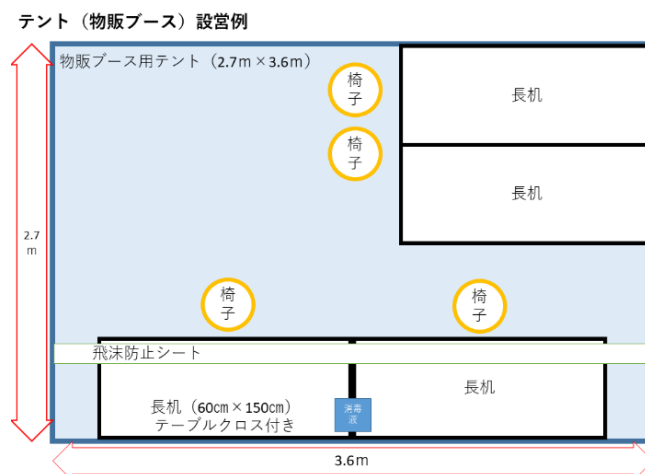 テント（物販ブース）設営例
物販ブース用テント（2.7m×3.6m）
椅
子
長机
椅
子
長机
2.7
m
椅
子
椅
子
飛沫防止シート
長机（60㎝×150㎝）
テーブルクロス付き
消毒
液
長机
3.6m